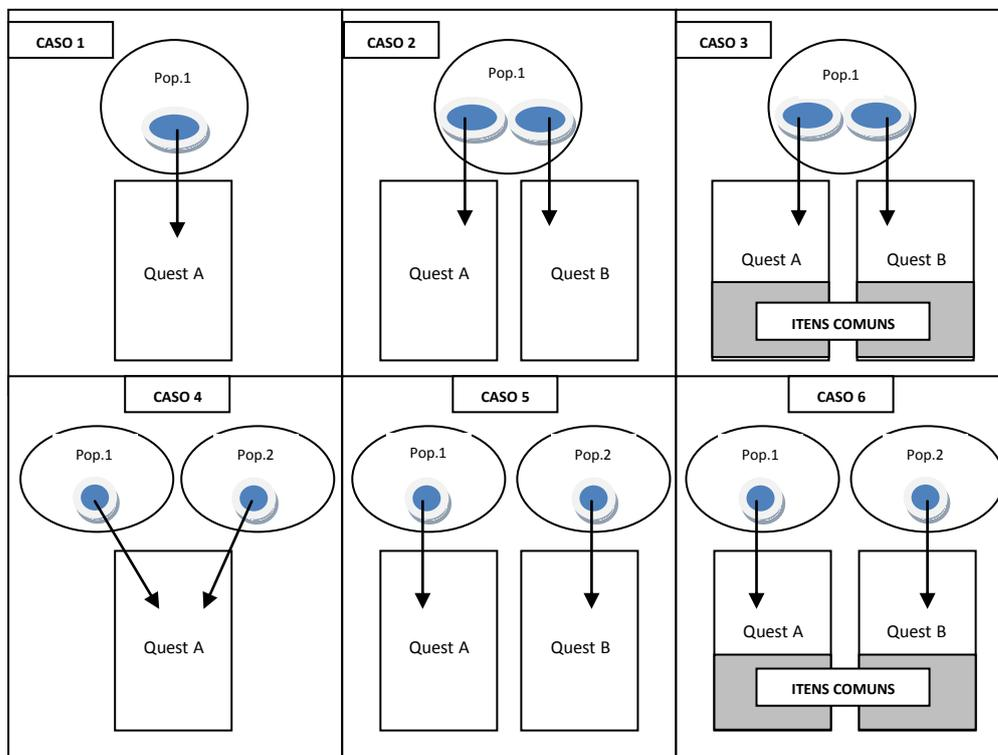 CASO 1
Pop.1
Quest A
CASO 2
Pop.1
Quest A
Quest B
CASO 3
Pop.1
Quest A
Quest B
ITENS COMUNS
CASO 4
Pop.1
Pop.2
Quest A
CASO 5
Pop.1
Pop.2
Quest A
Quest B
CASO 6
Pop.1
Pop.2
Quest A
Quest B
ITENS COMUNS